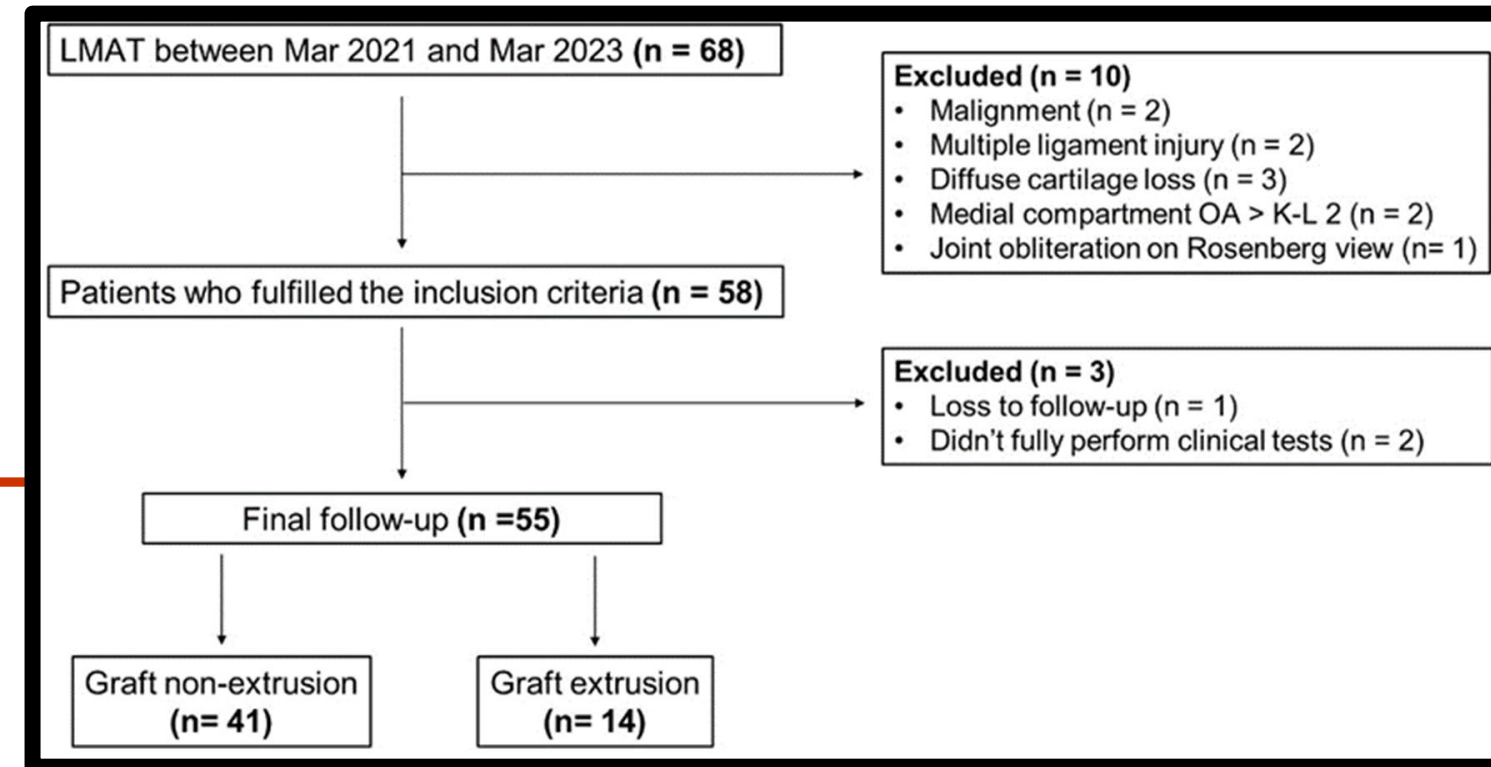 LMAT between Mar 2021 and Mar 2023 (n = 68)
Excluded (n = 10)
• Malignment (n = 2)
• Multiple ligament injury (n = 2)
• Diffuse cartilage loss (n = 3)
• Medial compartment OA > K-L 2 (n = 2)
• Joint obliteration on Rosenberg view (n= 1)
Patients who fulfilled the inclusion criteria (n = 58)
Excluded (n = 3)
• Loss to follow-up (n = 1)
• Didn't fully perform clinical tests (n = 2)
Final follow-up (n =55)
Graft non-extrusion
(n= 41)
Graft extrusion
(n= 14)